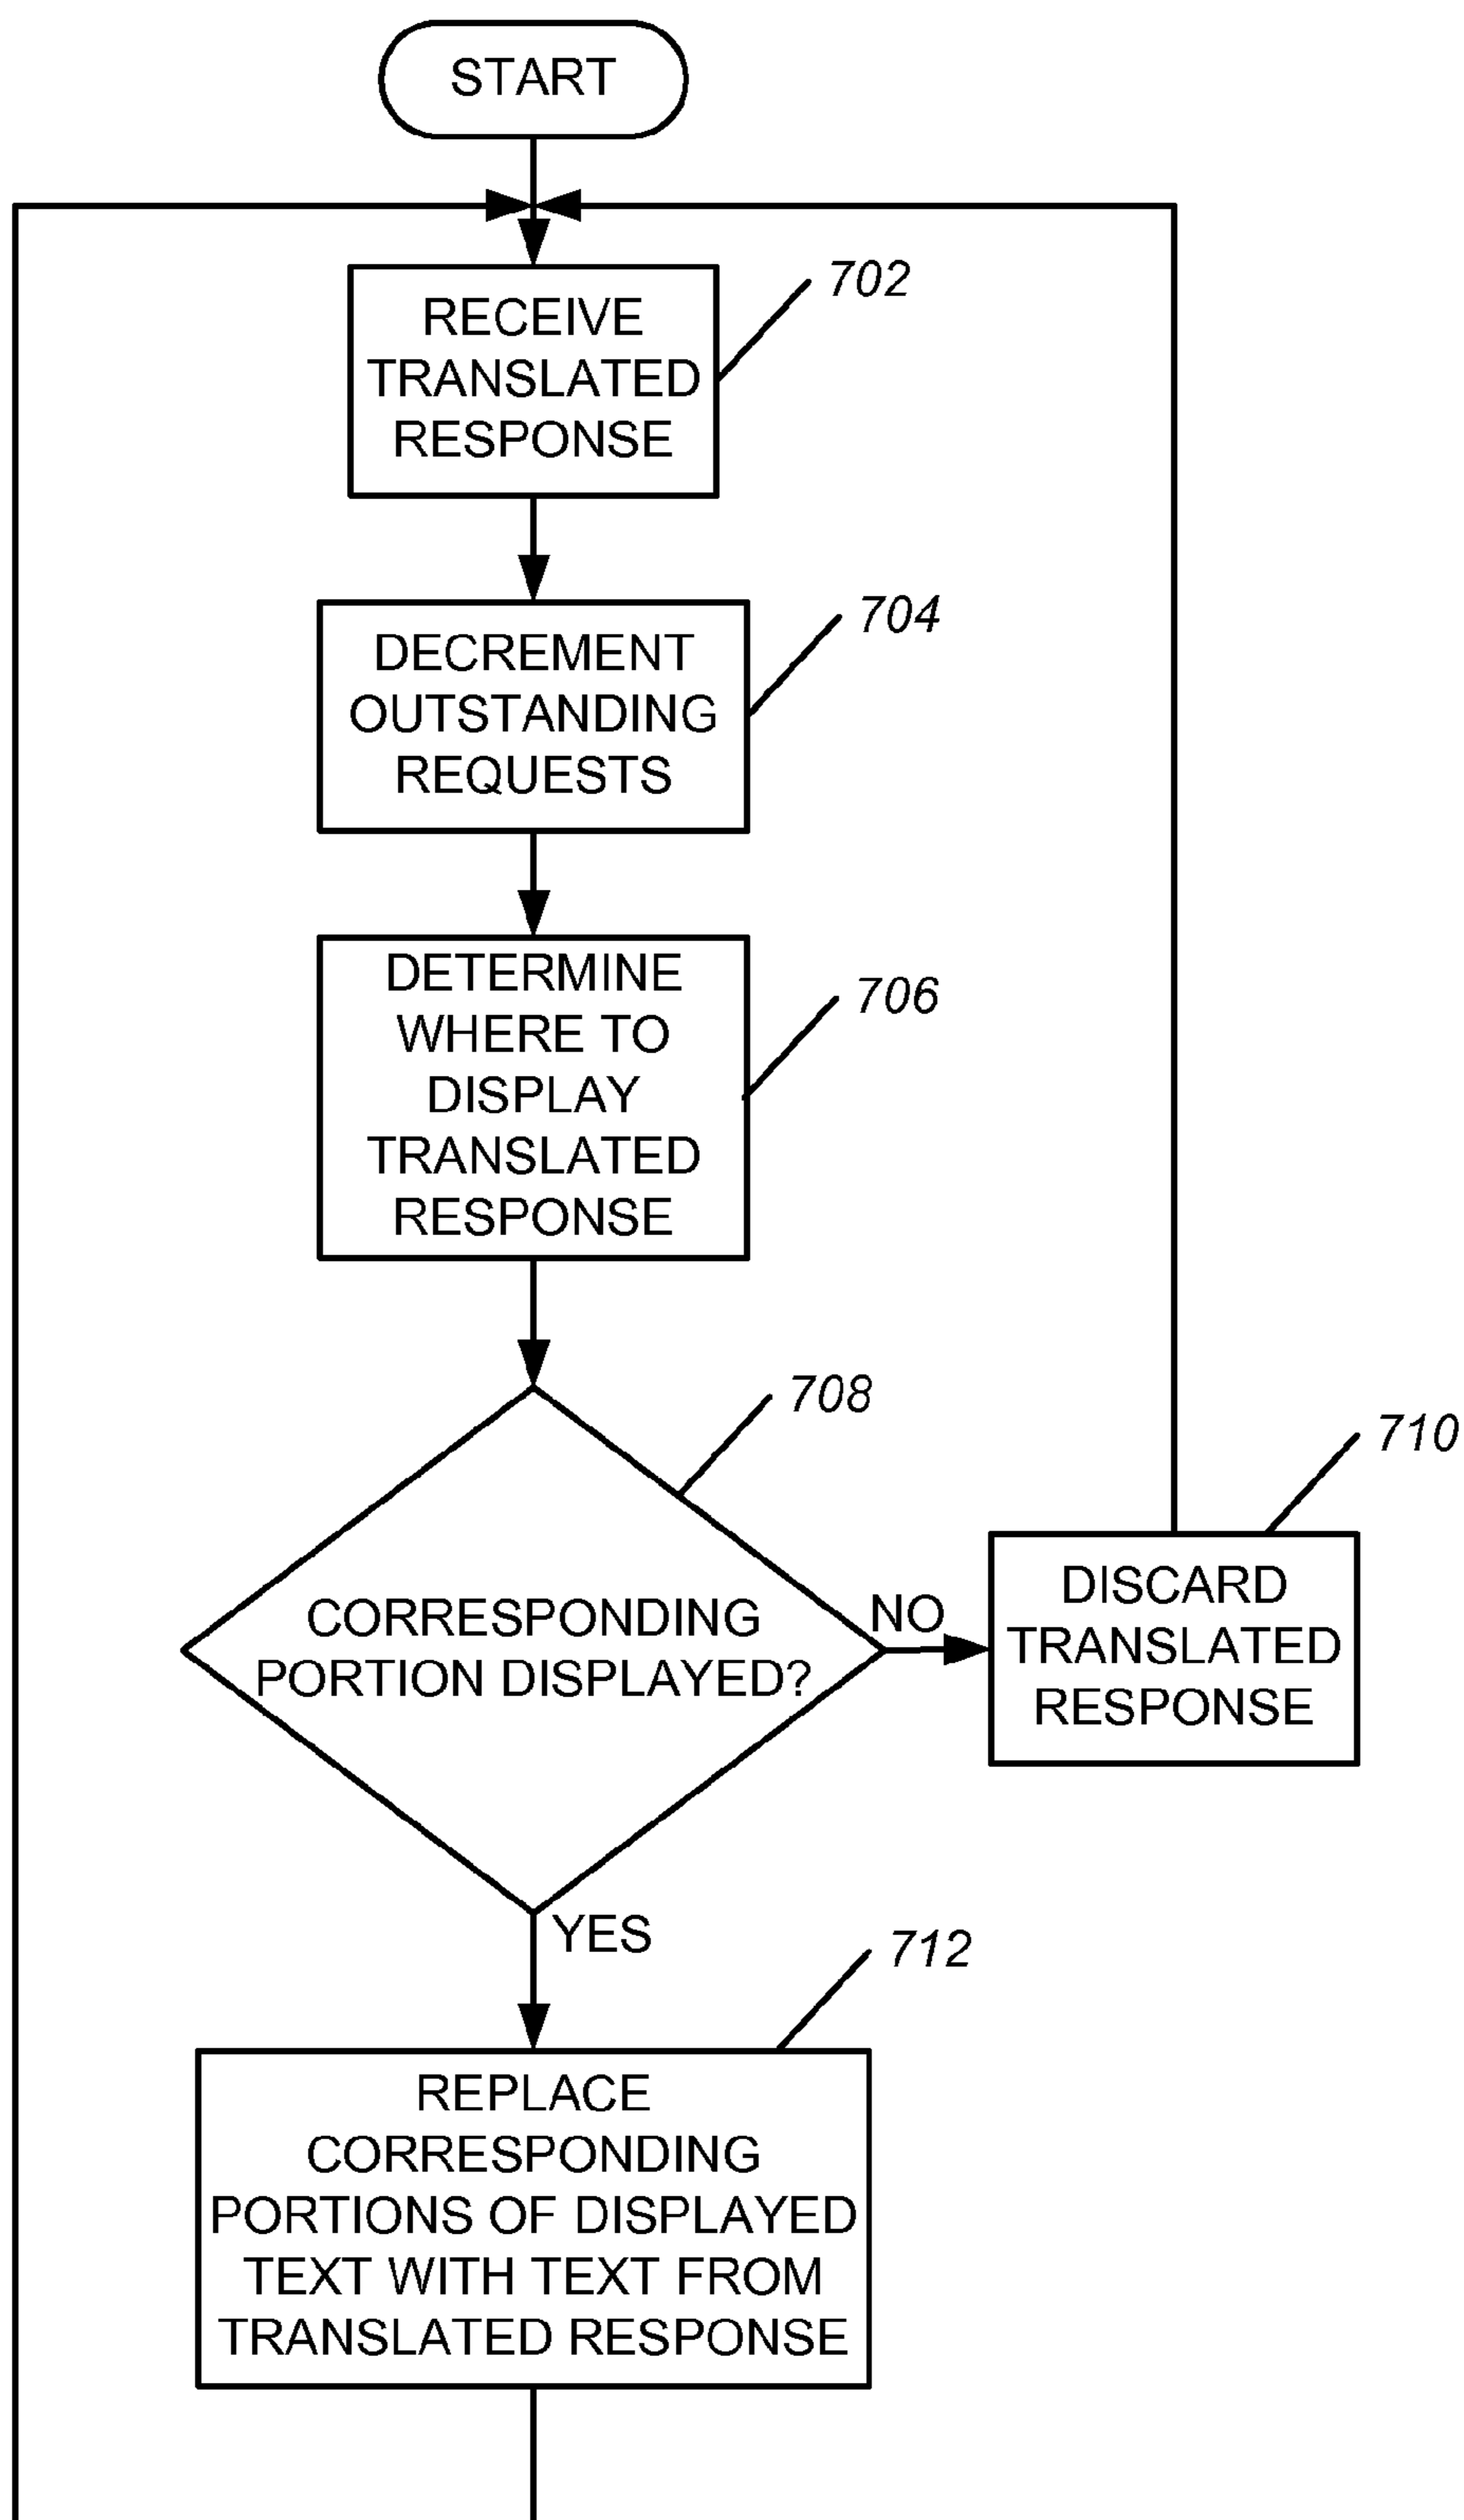 START
702
RECEIVE
TRANSLATED
RESPONSE
704
DECREMENT
OUTSTANDING
REQUESTS
706
DETERMINE
WHERE TO
DISPLAY
TRANSLATED
RESPONSE
708
CORRESPONDING
PORTION DISPLAYED?
NO
710
DISCARD
TRANSLATED
RESPONSE
YES
712
REPLACE
CORRESPONDING
PORTIONS OF DISPLAYED
TEXT WITH TEXT FROM
TRANSLATED RESPONSE